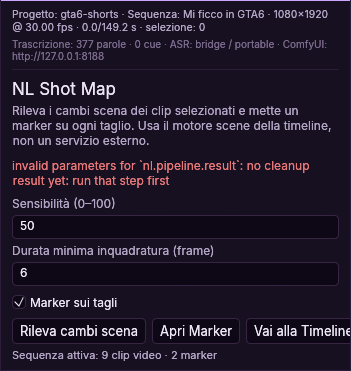 Progetto: gta6-shorts · Sequenza: Mi ficco in GTA6 · 1080×1920
@ 30.00 fps · 0.0/149.2 s · selezione: 0
Trascrizione: 377 parole · 0 cue · ASR: bridge / portable · ComfyUI:
http://127.0.0.1:8188
NL Shot Map
Rileva i cambi scena dei clip selezionati e mette un
marker su ogni taglio. Usa il motore scene della timeline,
non un servizio esterno.
invalid parameters for `nl.pipeline.result`: no cleanup
result yet: run that step first
Sensibilità (0–100)
50
Durata minima inquadratura (frame)
6
Marker sui tagli
Rileva cambi scena Apri Marker Vai alla Timeline
Sequenza attiva: 9 clip video · 2 marker